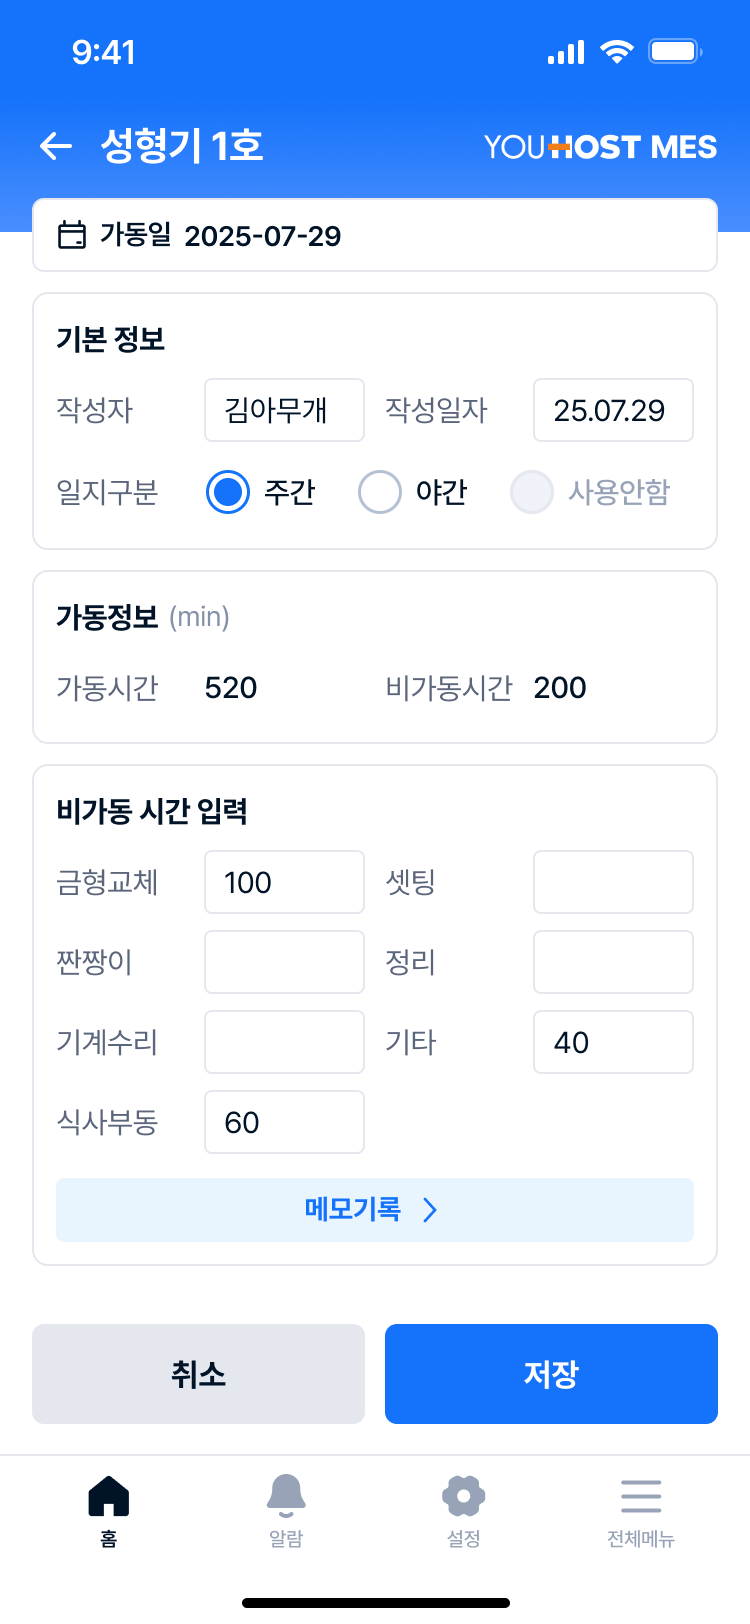 9:41
성형기 1호
YOUHOST MES
가동일 2025-07-29
기본 정보
작성자 김아무개 작성일자 25.07.29
일지구분 주간 야간 사용안함
가동정보 (min)
가동시간 520 비가동시간 200
비가동 시간 입력
금형교체 100 셋팅
짠짱이 정리
기계수리 기타 40
식사부동 60
메모기록
취소 저장
홈 알람 설정 전체메뉴